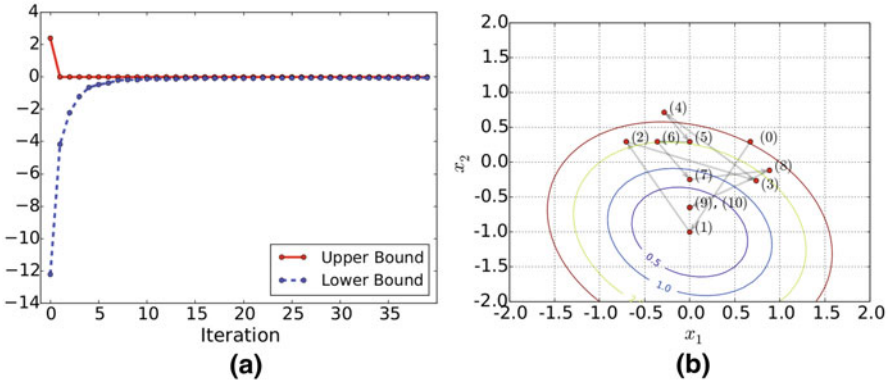 4
2
0
−2
−4
−6
−8
−10
−12
−14
0 5 10 15 20 25 30 35
Iteration
Upper Bound
Lower Bound
(a)
2.0
1.5
1.0
0.5
0.0
-0.5
-1.0
-1.5
-2.0
x₂
(4)
(2) (6) (5) (0)
(7) (8)
(3)
(9), (10)
(1)
0.5
1.0
-2.0 -1.5 -1.0 -0.5 0.0 0.5 1.0 1.5 2.0
x₁
(b)